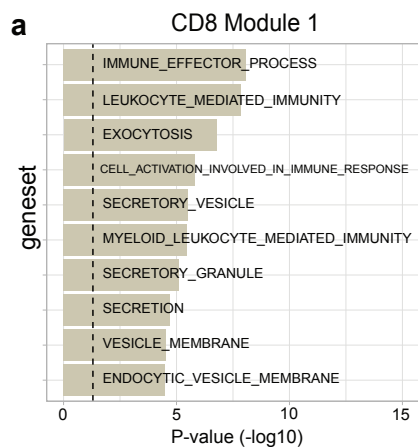 a
CD8 Module 1
geneset
IMMUNE_EFFECTOR_PROCESS
LEUKOCYTE_MEDIATED_IMMUNITY
EXOCYTOSIS
CELL_ACTIVATION_INVOLVED_IN_IMMUNE_RESPONSE
SECRETORY_VESICLE
MYELOID_LEUKOCYTE_MEDIATED_IMMUNITY
SECRETORY_GRANULE
SECRETION
VESICLE_MEMBRANE
ENDOCYTIC_VESICLE_MEMBRANE
0 5 10 15
P-value (-log10)